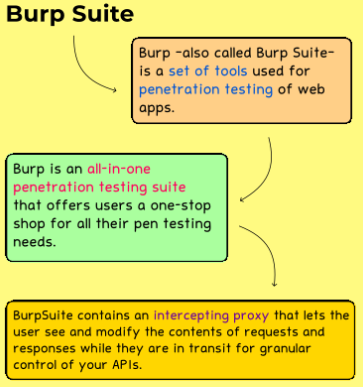 Burp Suite
Burp -also called Burp Suite-
is a set of tools used for
penetration testing of web
apps.
Burp is an all-in-one
penetration testing suite
that offers users a one-stop
shop for all their pen testing
needs.
BurpSuite contains an intercepting proxy that lets the
user see and modify the contents of requests and
responses while they are in transit for granular
control of your APIs.